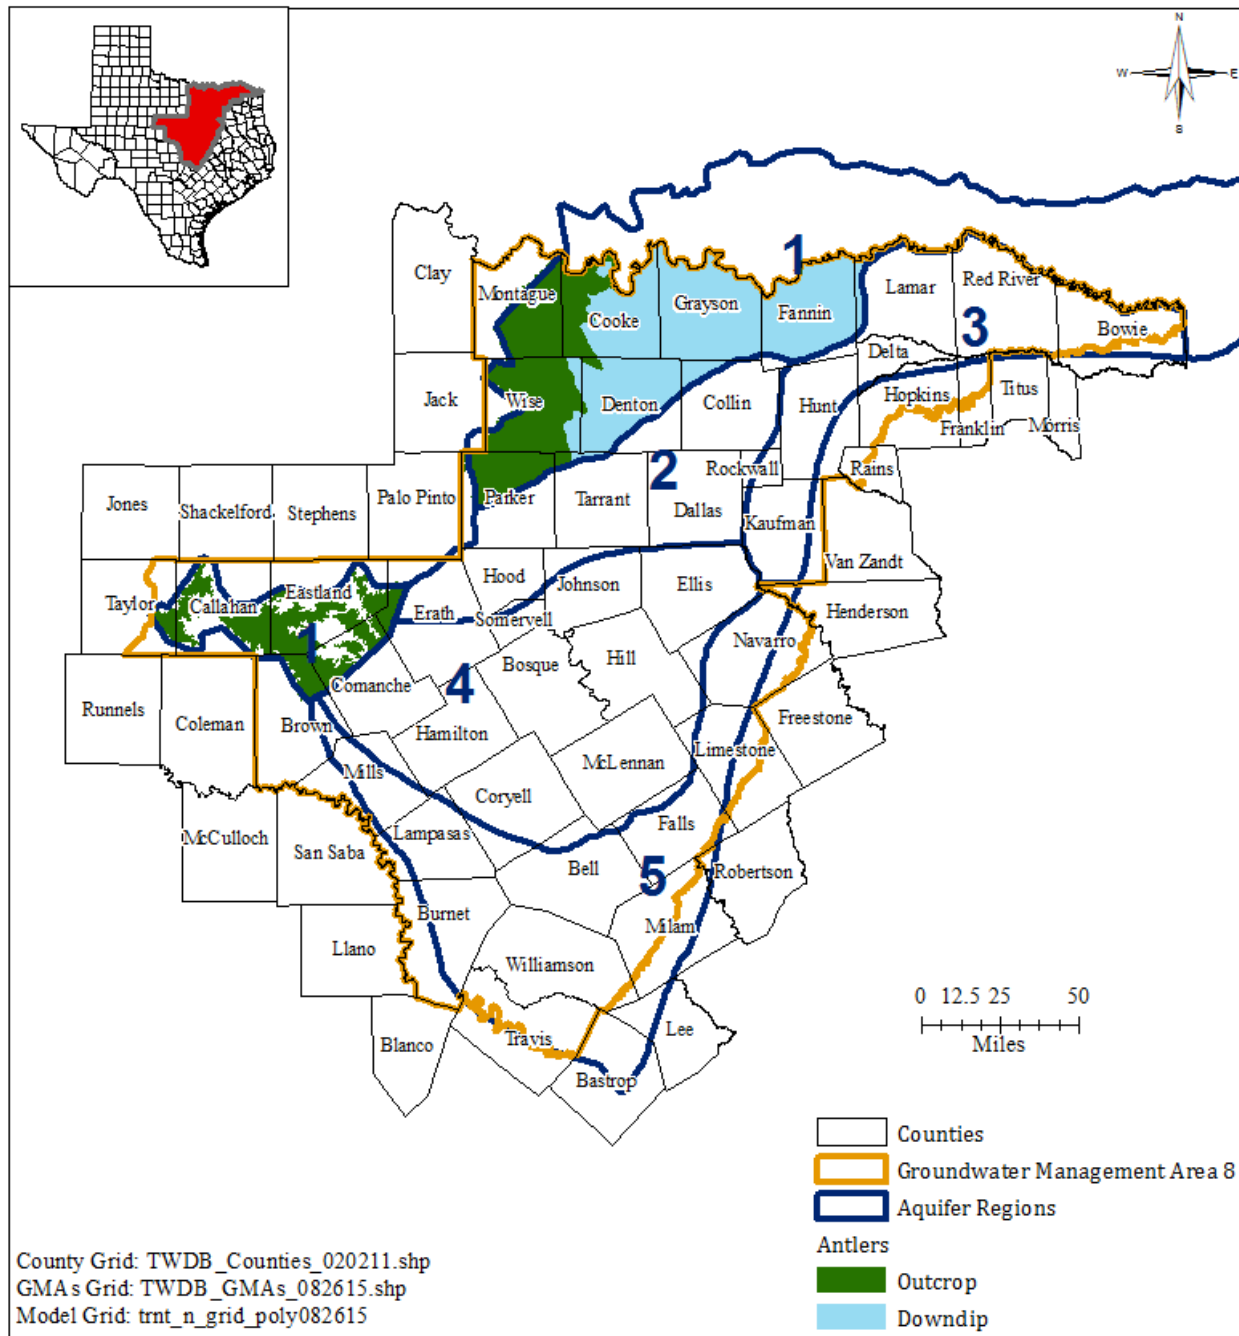 N
W E
S
1
Clay
Montague
Cooke
Grayson
Fannin
Lamar
Red River
Bowie
3
Delta
Jack
Wise
Denton
Collin
Hunt
Hopkins
Titus
Franklin
Morris
2
Rockwall
Rains
Jones
Shackelford
Stephens
Palo Pinto
Parker
Tarrant
Dallas
Kaufman
Van Zandt
Taylor
Callahan
Eastland
Hood
Johnson
Ellis
Erath
Somervell
Henderson
1
Navarro
Bosque
Hill
Comanche
4
Runnels
Coleman
Brown
Hamilton
Freestone
Mills
McLennan
Limestone
Coryell
McCulloch
San Saba
Lampasas
Falls
Bell
5
Robertson
Burnet
Milam
Llano
Williamson
0 12.5 25 50
Miles
Blanco
Travis
Lee
Bastrop
Counties
Groundwater Management Area 8
Aquifer Regions
Antlers
Outcrop
Downdip
County Grid: TWDB_Counties_020211.shp
GMAs Grid: TWDB_GMAs_082615.shp
Model Grid: trnt_n_grid_poly082615